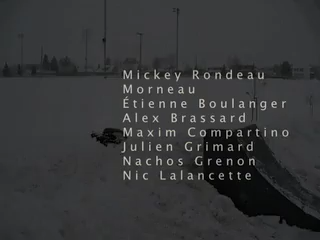 Mickey Rondeau
Morneau
Étienne Boulanger
Alex Brassard
Maxim Compartino
Julien Grimard
Nachos Grenon
Nic Lalancette